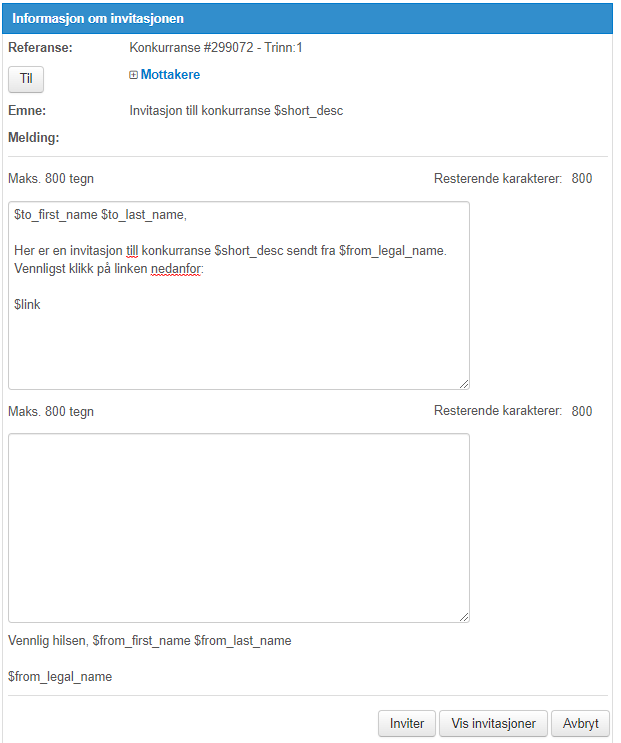 Informasjon om invitasjonen
Referanse: Konkurranse #299072 - Trinn:1
Til Mottakere
Emne: Invitasjon till konkurranse $short_desc
Melding:
Maks. 800 tegn Resterende karakterer: 800
$to_first_name $to_last_name,
Her er en invitasjon till konkurranse $short_desc sendt fra $from_legal_name.
Vennligst klikk på linken nedanfor:
$link
Maks. 800 tegn Resterende karakterer: 800
Vennlig hilsen, $from_first_name $from_last_name
$from_legal_name
Inviter Vis invitasjoner Avbryt